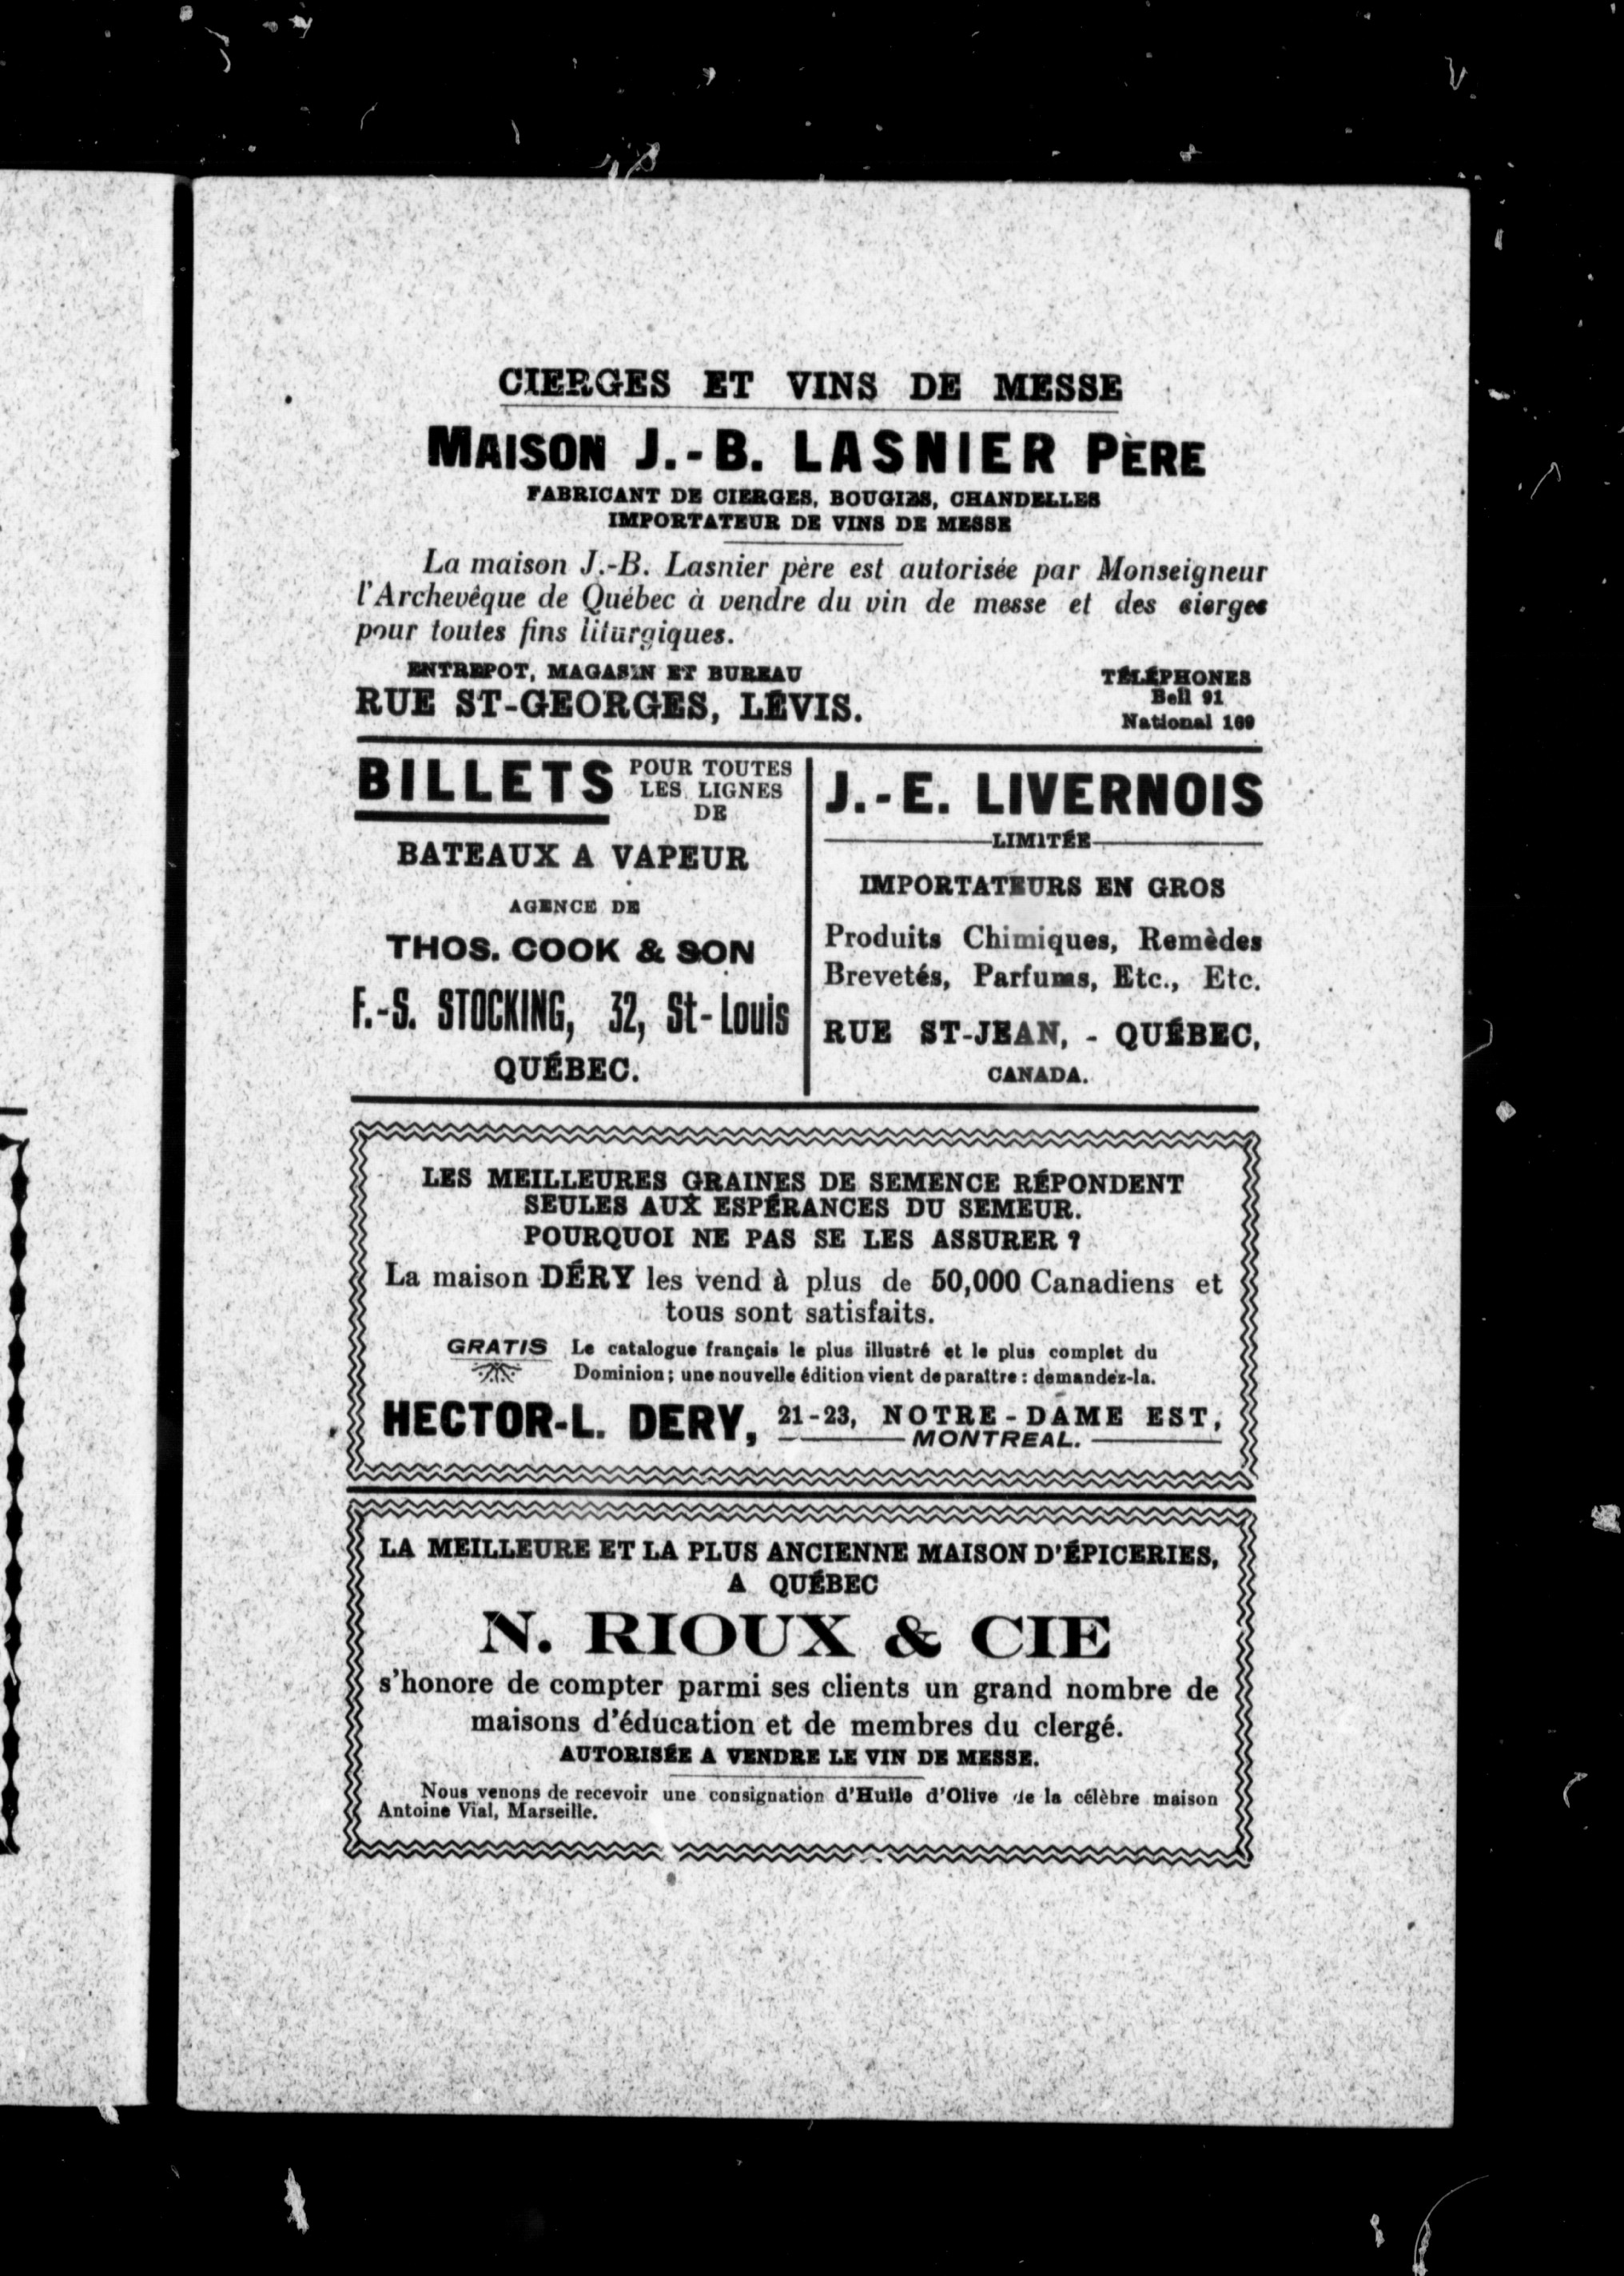 CIERGES ET VINS DE MESSE
MAISON J.-B. LASNIER PÈRE
FABRICANT DE CIERGES, BOUGIES, CHANDELLES
IMPORTATEUR DE VINS DE MESSE
La maison J.-B. Lasnier père est autorisée par Monseigneur
l'Archevêque de Québec à vendre du vin de messe et des cierges
pour toutes fins liturgiques.
ENTREPOT, MAGASIN ET BUREAU
RUE ST-GEORGES, LÉVIS.
TÉLÉPHONES
Bell 91
National 169
BILLETS POUR TOUTES
LES LIGNES
DE
BATEAUX A VAPEUR
AGENCE DE
THOS. COOK & SON
F.-S. STOCKING, 32, St-Louis
QUÉBEC.
J.-E. LIVERNOIS
LIMITÉE
IMPORTATEURS EN GROS
Produits Chimiques, Remèdes
Brevetés, Parfums, Etc., Etc.
RUE ST-JEAN, - QUÉBEC,
CANADA.
LES MEILLEURES GRAINES DE SEMENCE RÉPONDENT
SEULES AUX ESPÉRANCES DU SEMEUR.
POURQUOI NE PAS SE LES ASSURER ?
La maison DÉRY les vend à plus de 50,000 Canadiens et
tous sont satisfaits.
GRATIS Le catalogue français le plus illustré et le plus complet du
Dominion; une nouvelle édition vient de paraître : demandez-la.
HECTOR-L. DERY, 21-23, NOTRE-DAME EST,
MONTREAL.
LA MEILLEURE ET LA PLUS ANCIENNE MAISON D'ÉPICERIES,
A QUÉBEC
N. RIOUX & CIE
s'honore de compter parmi ses clients un grand nombre de
maisons d'éducation et de membres du clergé.
AUTORISÉE A VENDRE LE VIN DE MESSE.
Nous venons de recevoir une consignation d'Huile d'Olive de la célèbre maison
Antoine Vial, Marseille.